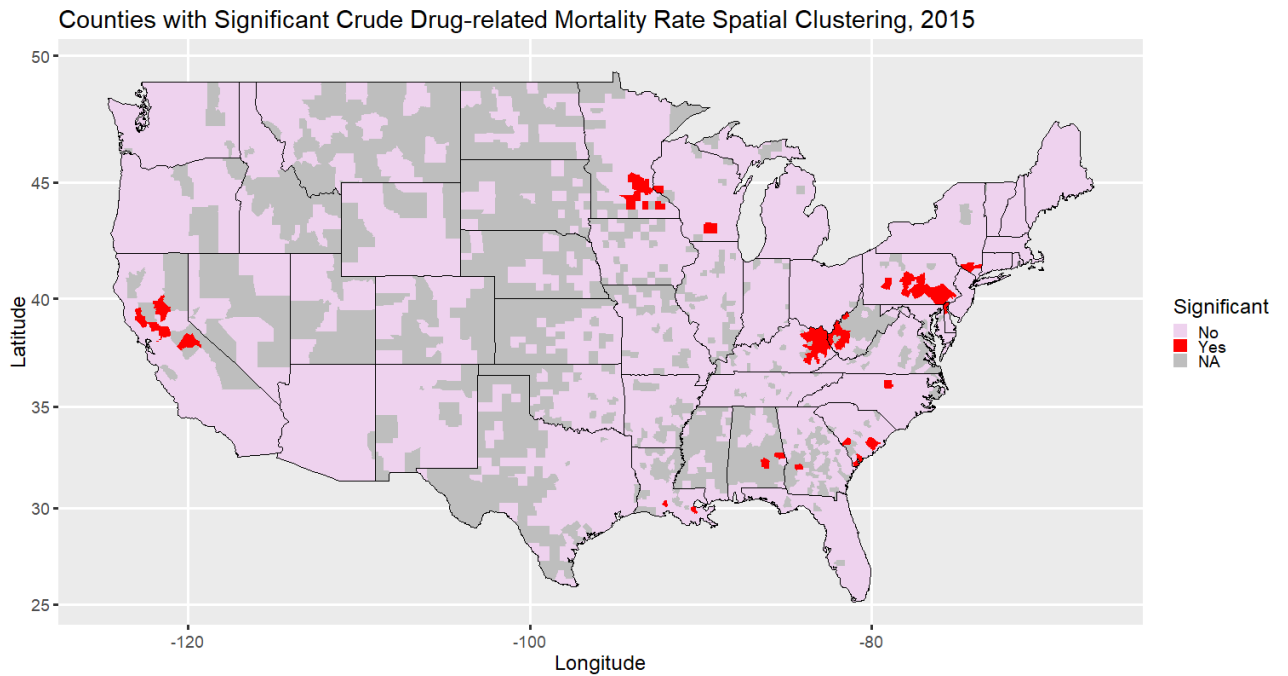 Counties with Significant Crude Drug-related Mortality Rate Spatial Clustering, 2015
50
45
40
35
30
25
Latitude
-120
-100
-80
Longitude
Significant
No
Yes
NA